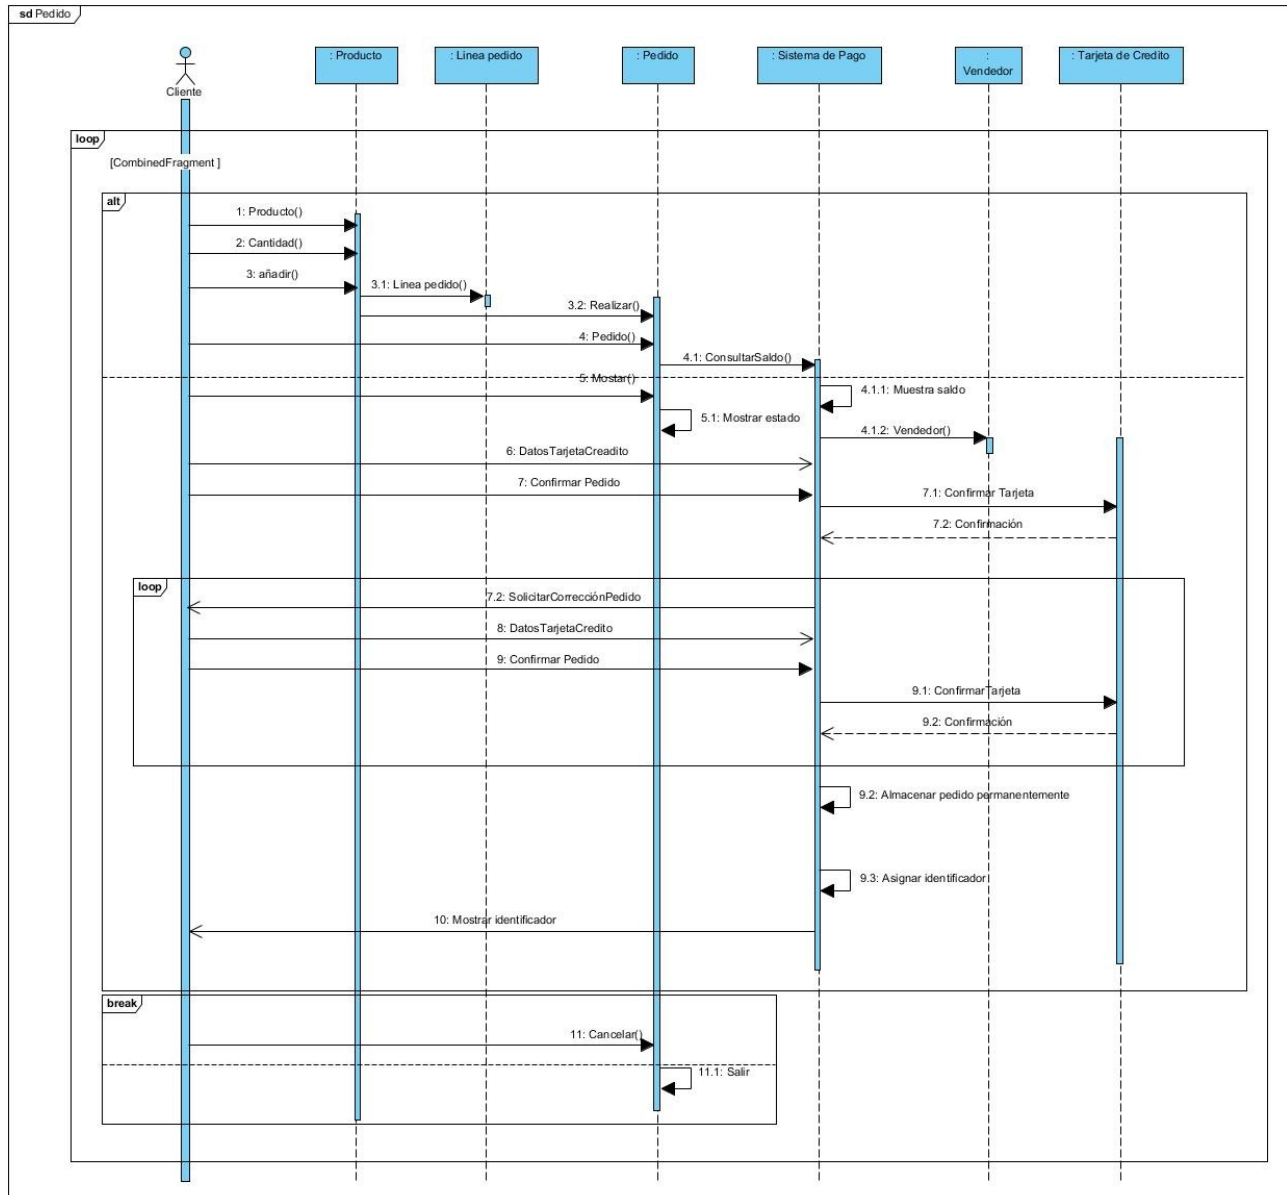 sd Pedido
: Producto
: Linea pedido
: Pedido
: Sistema de Pago
:
Vendedor
: Tarjeta de Credito
Cliente
loop
[CombinedFragment ]
alt
1: Producto()
2: Cantidad()
3: añadir()
3.1: Linea pedido()
3.2: Realizar()
4: Pedido()
4.1: ConsultarSaldo()
5: Mostar()
4.1.1: Muestra saldo
5.1: Mostrar estado
4.1.2: Vendedor()
6: DatosTarjetaCreadito
7: Confirmar Pedido
7.1: Confirmar Tarjeta
7.2: Confirmación
loop
7.2: SolicitarCorrecciónPedido
8: DatosTarjetaCredito
9: Confirmar Pedido
9.1: ConfirmarTarjeta
9.2: Confirmación
9.2: Almacenar pedido permanentemente
9.3: Asignar identificador
10: Mostrar identificador
break
11: Cancelar()
11.1: Salir